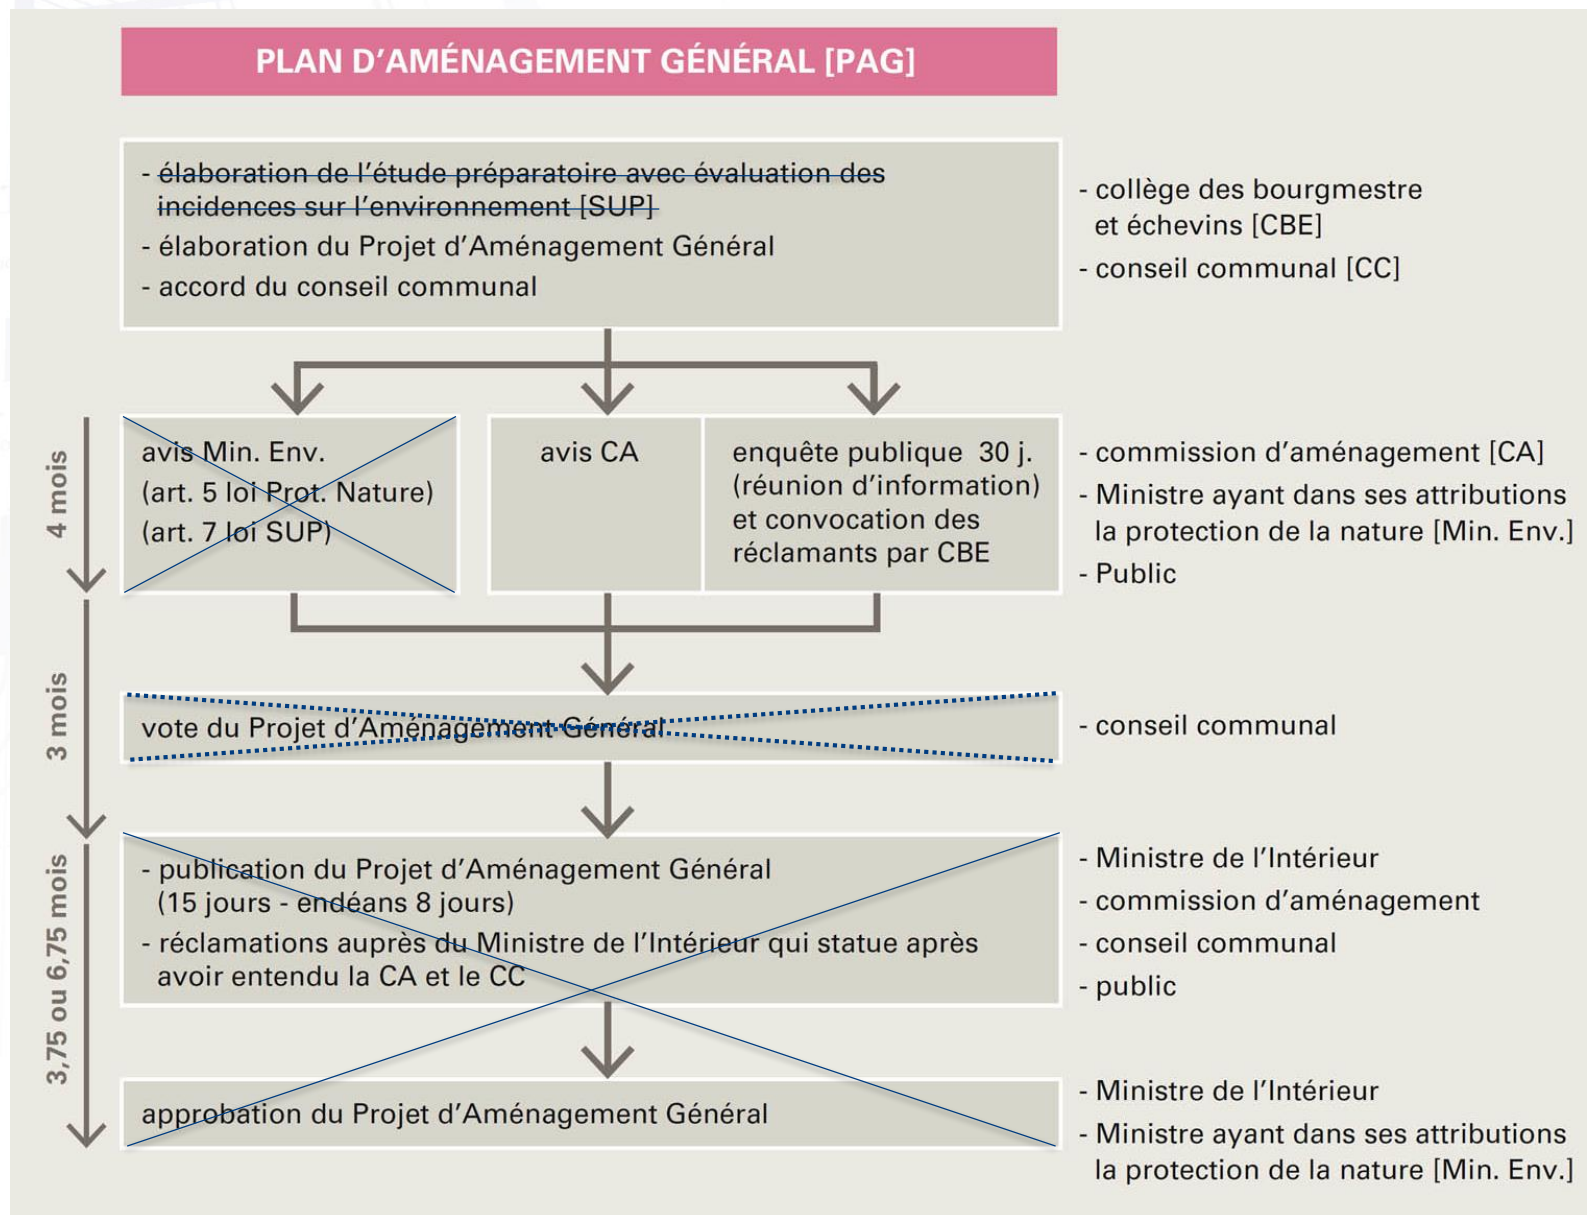 PLAN D'AMÉNAGEMENT GÉNÉRAL [PAG]
- élaboration de l'étude préparatoire avec évaluation des
incidences sur l'environnement [SUP]
- élaboration du Projet d'Aménagement Général
- accord du conseil communal
- collège des bourgmestre
et échevins [CBE]
- conseil communal [CC]
4 mois
avis Min. Env.
(art. 5 loi Prot. Nature)
(art. 7 loi SUP)
avis CA
enquête publique 30 j.
(réunion d'information)
et convocation des
réclamants par CBE
- commission d'aménagement [CA]
- Ministre ayant dans ses attributions
la protection de la nature [Min. Env.]
- Public
3 mois
vote du Projet d'Aménagement Général
- conseil communal
3,75 ou 6,75 mois
- publication du Projet d'Aménagement Général
(15 jours - endéans 8 jours)
- réclamations auprès du Ministre de l'Intérieur qui statue après
avoir entendu la CA et le CC
- Ministre de l'Intérieur
- commission d'aménagement
- conseil communal
- public
approbation du Projet d'Aménagement Général
- Ministre de l'Intérieur
- Ministre ayant dans ses attributions
la protection de la nature [Min. Env.]